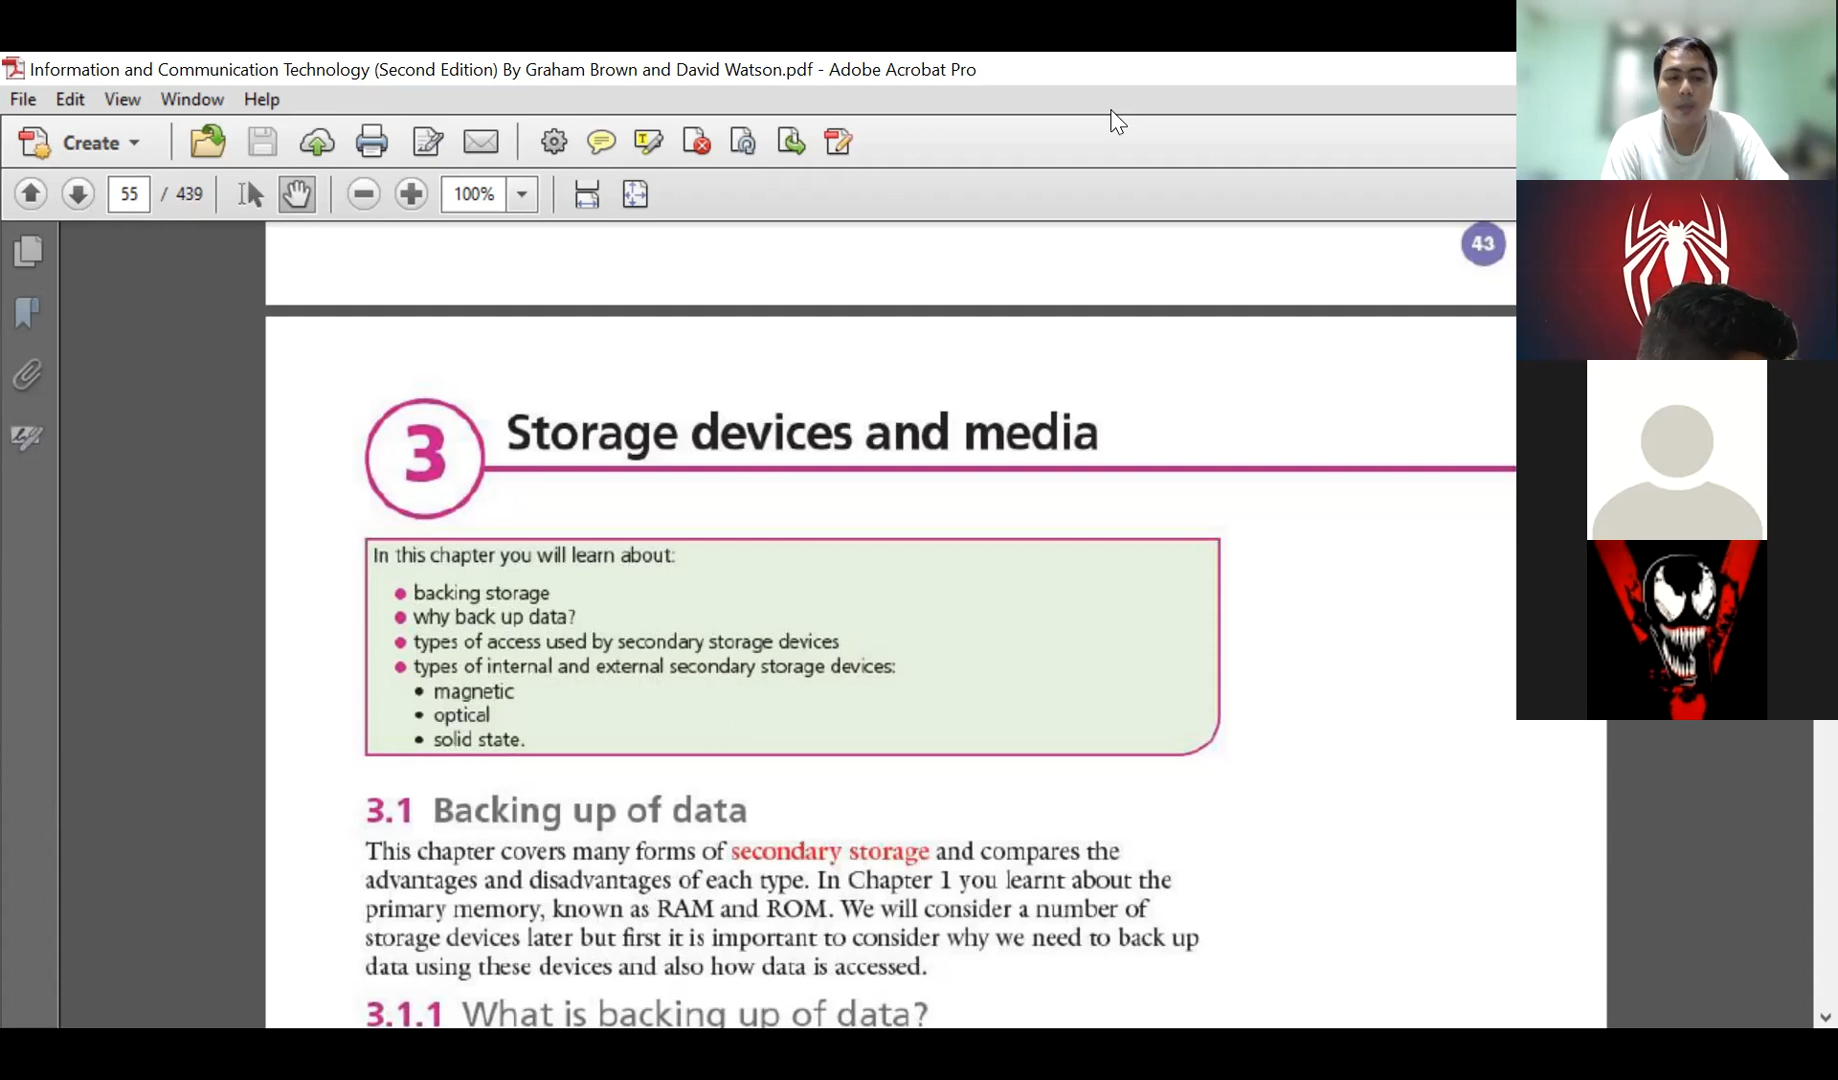 Information and Communication Technology (Second Edition) By Graham Brown and David Watson.pdf - Adobe Acrobat Pro
File Edit View Window Help
Create
55 / 439 100%
43
3 Storage devices and media
In this chapter you will learn about:
● backing storage
● why back up data?
● types of access used by secondary storage devices
● types of internal and external secondary storage devices:
• magnetic
• optical
• solid state.
3.1 Backing up of data
This chapter covers many forms of secondary storage and compares the
advantages and disadvantages of each type. In Chapter 1 you learnt about the
primary memory, known as RAM and ROM. We will consider a number of
storage devices later but first it is important to consider why we need to back up
data using these devices and also how data is accessed.
3.1.1 What is backing up of data?